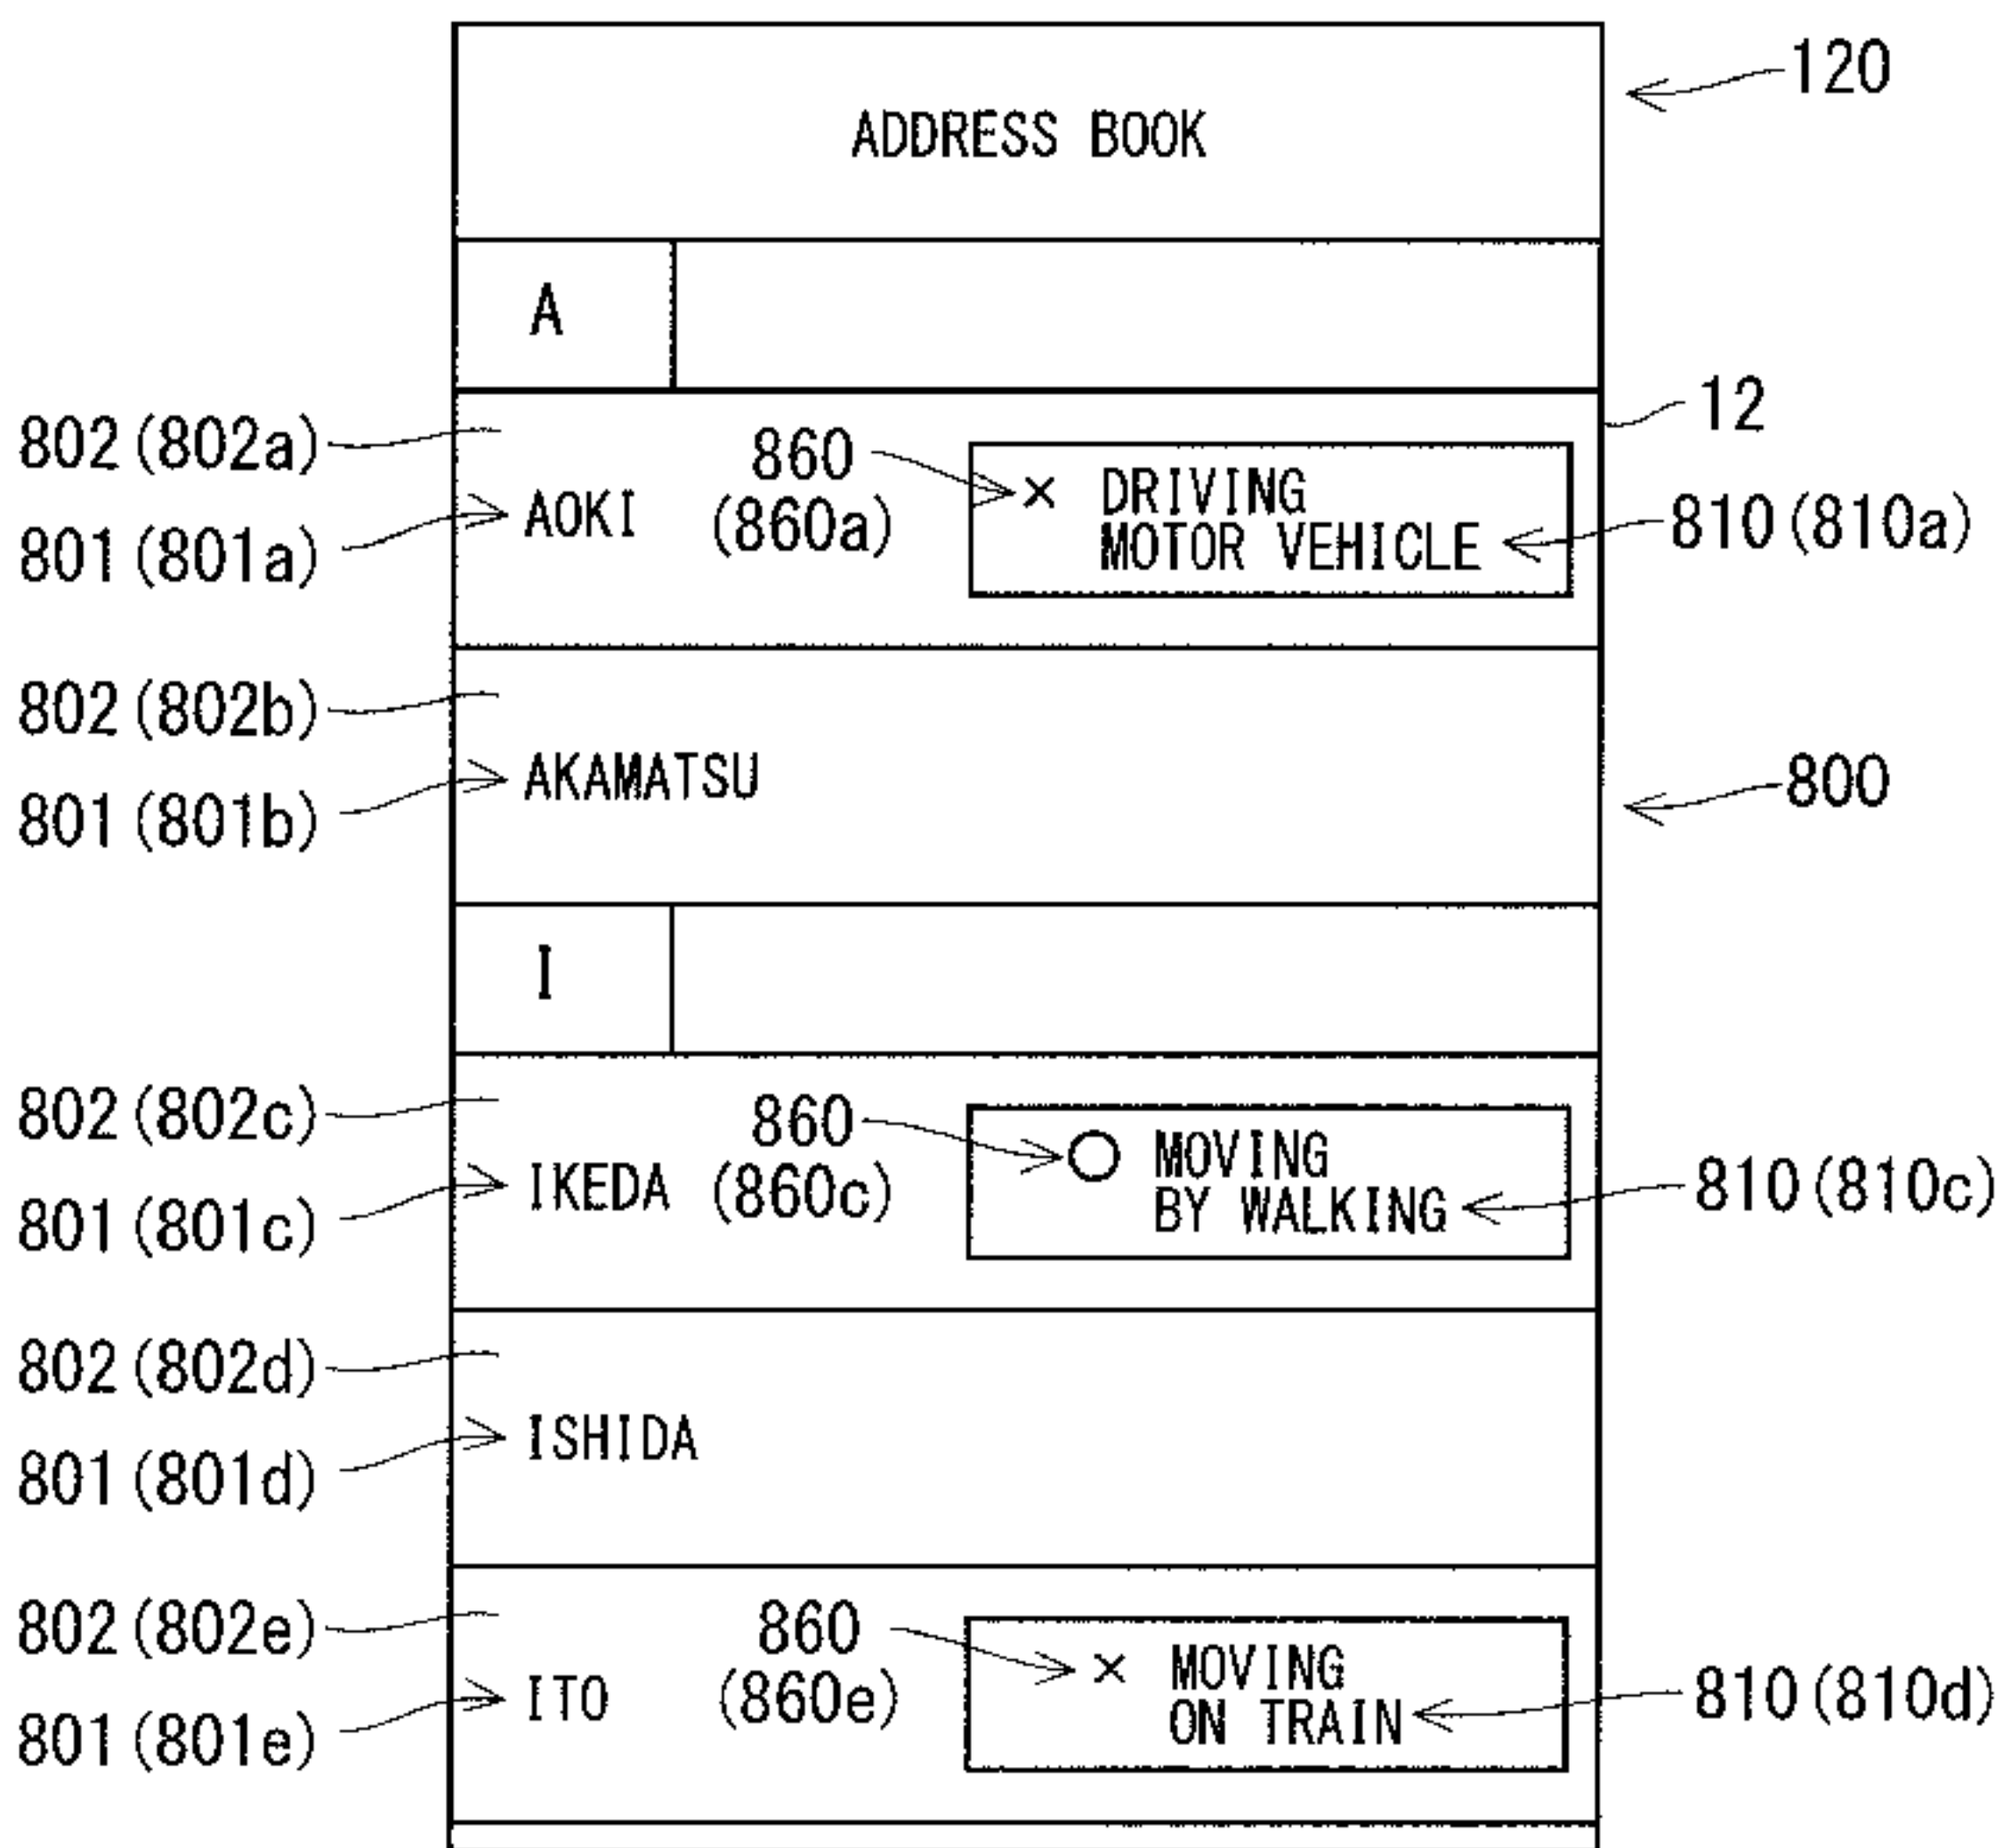 120
ADDRESS BOOK
A
12
802 (802a)
860
(860a)
× DRIVING
MOTOR VEHICLE
810 (810a)
801 (801a)
AOKI
802 (802b)
AKAMATSU
801 (801b)
800
I
802 (802c)
860
(860c)
○ MOVING
BY WALKING
810 (810c)
801 (801c)
IKEDA
802 (802d)
ISHIDA
801 (801d)
802 (802e)
860
(860e)
× MOVING
ON TRAIN
810 (810d)
801 (801e)
ITO